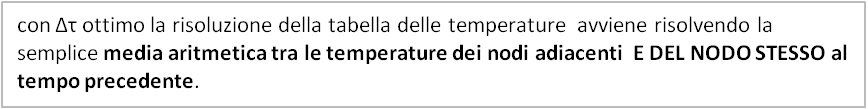 con Δτ ottimo la risoluzione della tabella delle temperature avviene risolvendo la
semplice media aritmetica tra le temperature dei nodi adiacenti E DEL NODO STESSO al
tempo precedente.